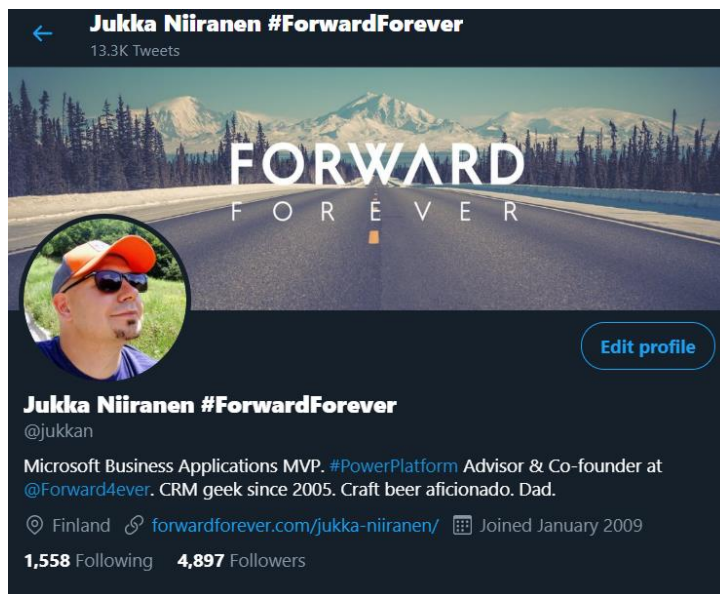 Jukka Niiranen #ForwardForever
13.3K Tweets
FORWARD
FOREVER
Edit profile
Jukka Niiranen #ForwardForever
@jukkan
Microsoft Business Applications MVP. #PowerPlatform Advisor & Co-founder at
@Forward4ever. CRM geek since 2005. Craft beer aficionado. Dad.
Finland forwardforever.com/jukka-niiranen/ Joined January 2009
1,558 Following 4,897 Followers